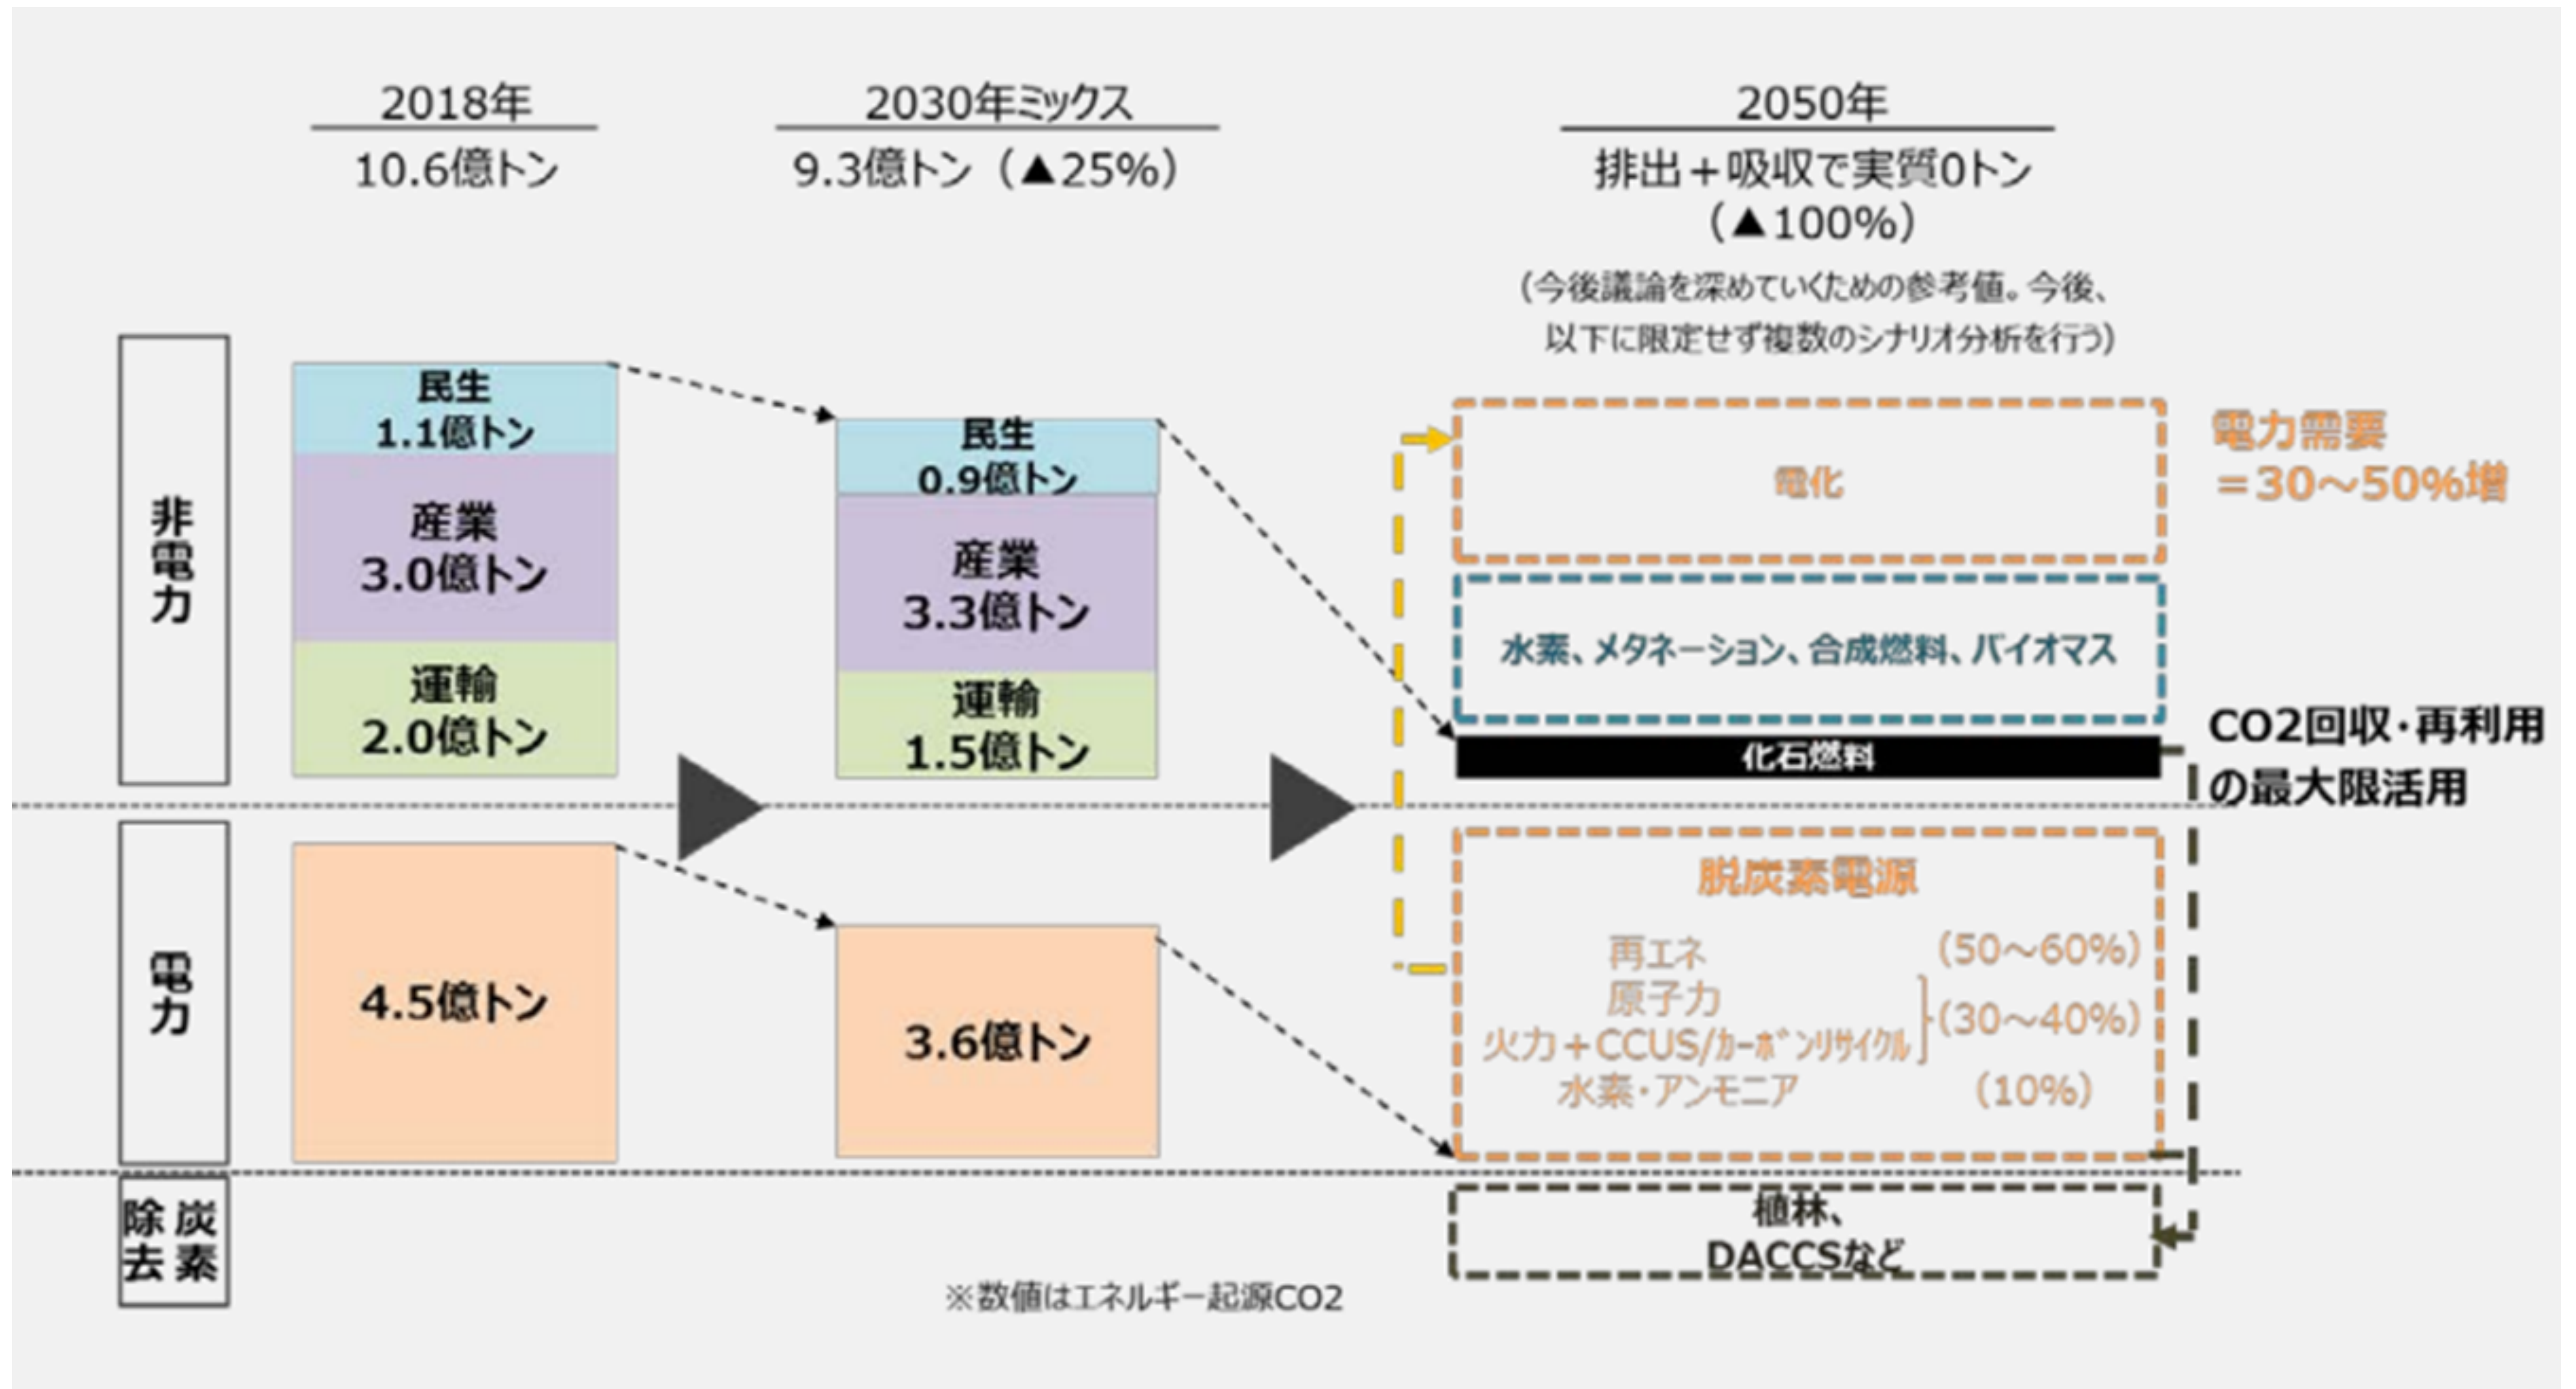 2018年
10.6億トン
2030年ミックス
9.3億トン（▲25%）
2050年
排出＋吸収で実質0トン
（▲100%）
（今後議論を深めていくための参考値。今後、
以下に限定せず複数のシナリオ分析を行う）
非電力
民生
1.1億トン
産業
3.0億トン
運輸
2.0億トン
民生
0.9億トン
産業
3.3億トン
運輸
1.5億トン
電化
電力需要
＝30～50%増
水素、メタネーション、合成燃料、バイオマス
化石燃料
CO2回収・再利用
の最大限活用
電力
4.5億トン
3.6億トン
脱炭素電源
再エネ （50～60%）
原子力
火力＋CCUS/ｶｰﾎﾞﾝﾘｻｲｸﾙ （30～40%）
水素・アンモニア （10%）
炭素
除去
植林、
DACCSなど
※数値はエネルギー起源CO2